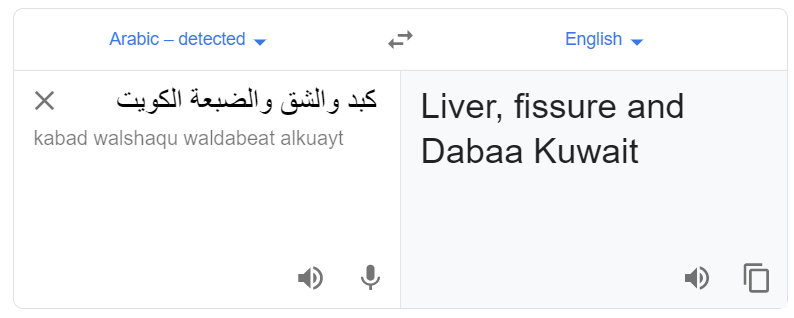 Arabic – detected
English
كبد والشق والضبعة الكويت
kabad walshaqu waldabeat alkuayt
Liver, fissure and
Dabaa Kuwait